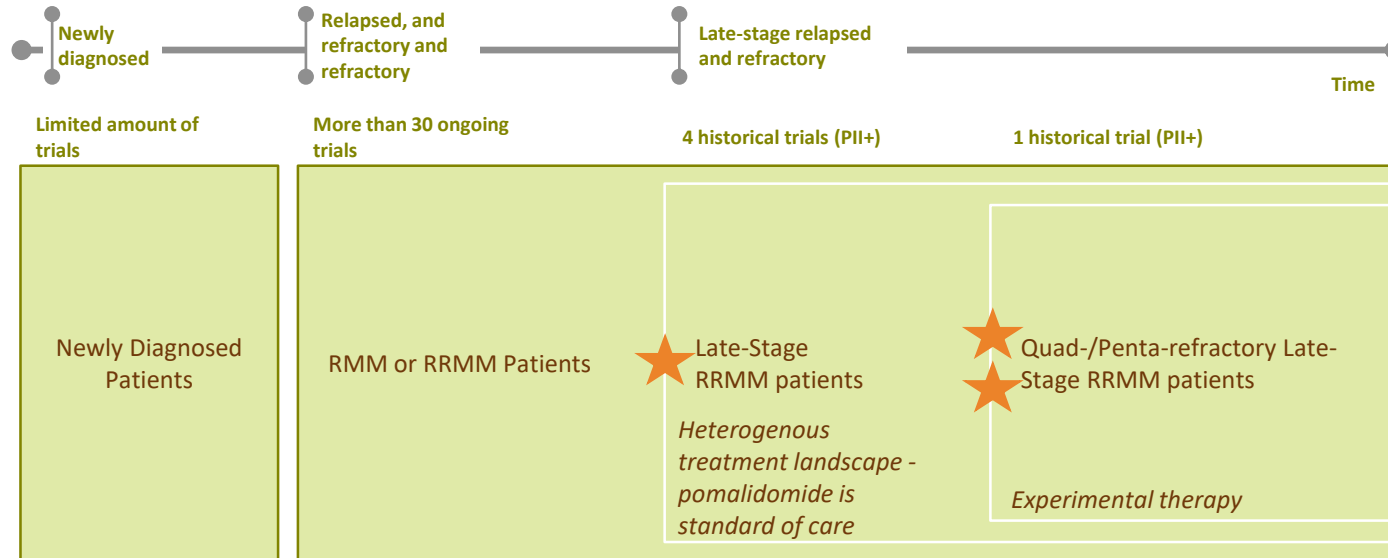 Newly
diagnosed
Relapsed, and
refractory and
refractory
Late-stage relapsed
and refractory
Time
Limited amount of
trials
More than 30 ongoing
trials
4 historical trials (PII+)
1 historical trial (PII+)
Newly Diagnosed
Patients
RMM or RRMM Patients
Late-Stage
RRMM patients
Heterogenous
treatment landscape -
pomalidomide is
standard of care
Quad-/Penta-refractory Late-
Stage RRMM patients
Experimental therapy